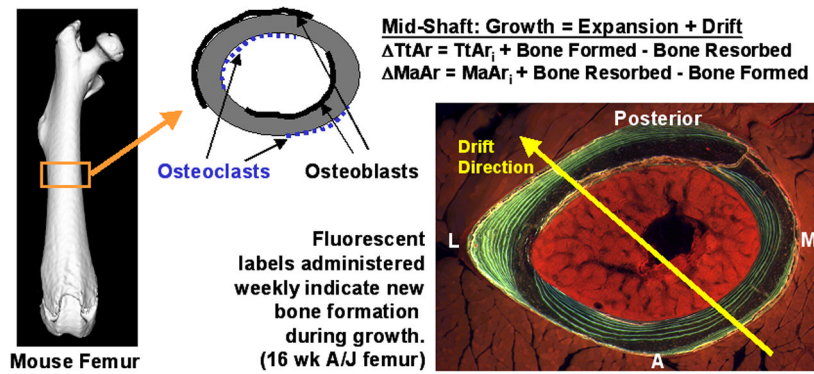 Mid-Shaft: Growth = Expansion + Drift
ΔTtAr = TtArᵢ + Bone Formed - Bone Resorbed
ΔMaAr = MaArᵢ + Bone Resorbed - Bone Formed
Osteoclasts
Osteoblasts
Posterior
Drift
Direction
L
M
A
Fluorescent
labels administered
weekly indicate new
bone formation
during growth.
(16 wk A/J femur)
Mouse Femur